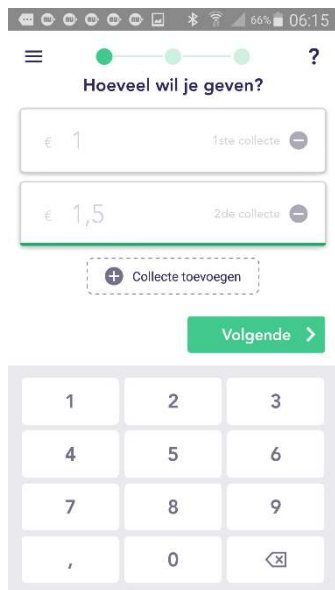 66% 06:15
?
Hoeveel wil je geven?
€ 1 1ste collecte
€ 1,5 2de collecte
Collecte toevoegen
Volgende
1 2 3
4 5 6
7 8 9
, 0